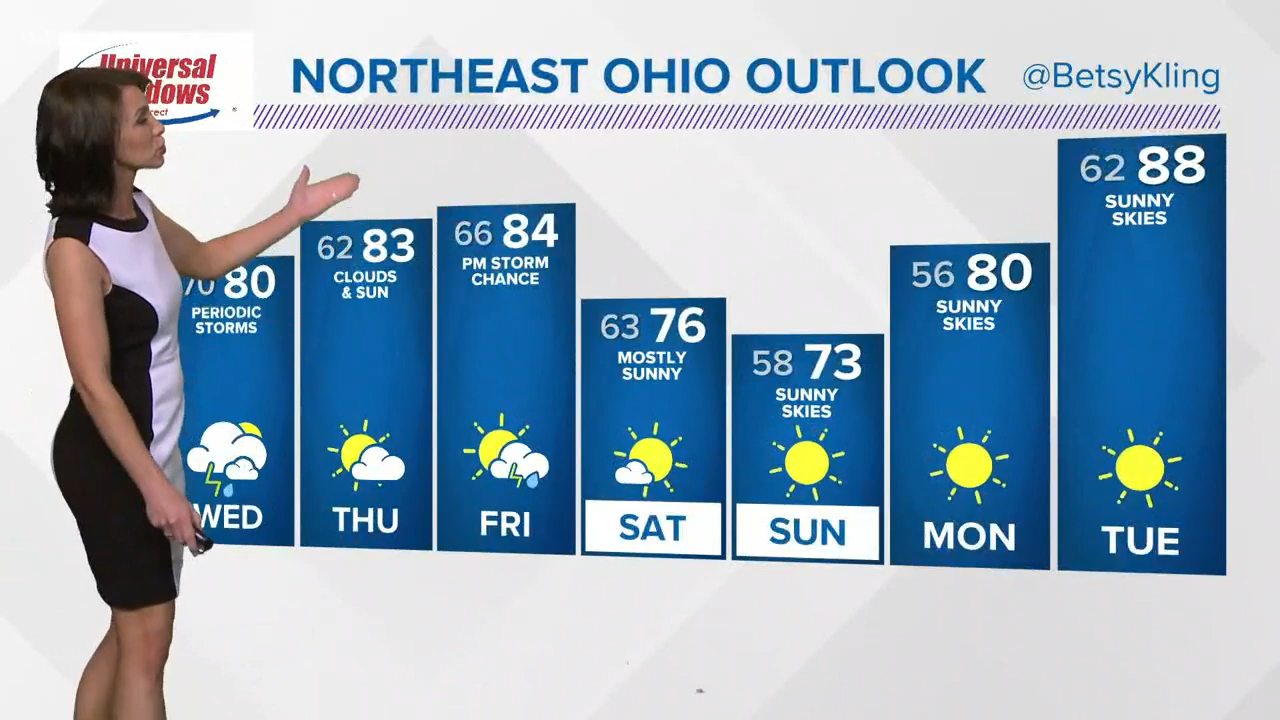 Universal
dows
rect
NORTHEAST OHIO OUTLOOK
@BetsyKling
70 80
PERIODIC
STORMS
WED
62 83
CLOUDS
& SUN
THU
66 84
PM STORM
CHANCE
FRI
63 76
MOSTLY
SUNNY
SAT
58 73
SUNNY
SKIES
SUN
56 80
SUNNY
SKIES
MON
62 88
SUNNY
SKIES
TUE